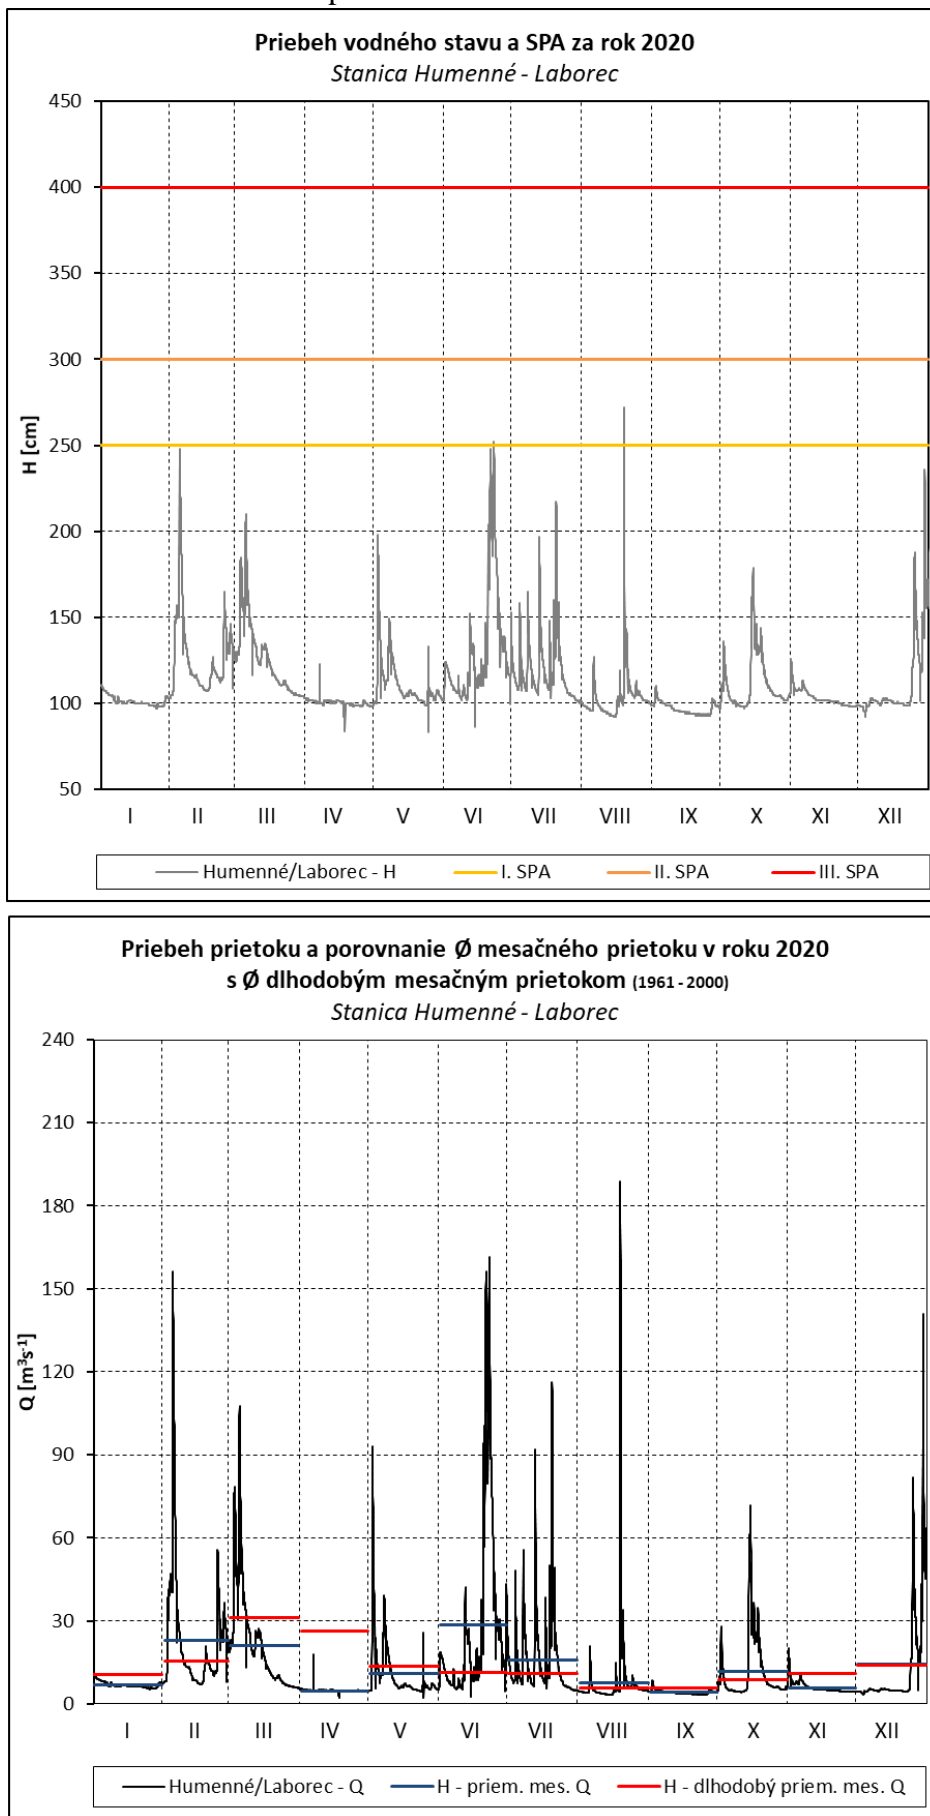 Priebeh vodného stavu a SPA za rok 2020
Stanica Humenné - Laborec
450
400
350
300
250
200
150
100
50
H [cm]
I II III IV V VI VII VIII IX X XI XII
Humenné/Laborec - H I. SPA II. SPA III. SPA
Priebeh prietoku a porovnanie Ø mesačného prietoku v roku 2020
s Ø dlhodobým mesačným prietokom (1961 - 2000)
Stanica Humenné - Laborec
240
210
180
150
120
90
60
30
0
Q [m³s⁻¹]
I II III IV V VI VII VIII IX X XI XII
Humenné/Laborec - Q H - priem. mes. Q H - dlhodobý priem. mes. Q